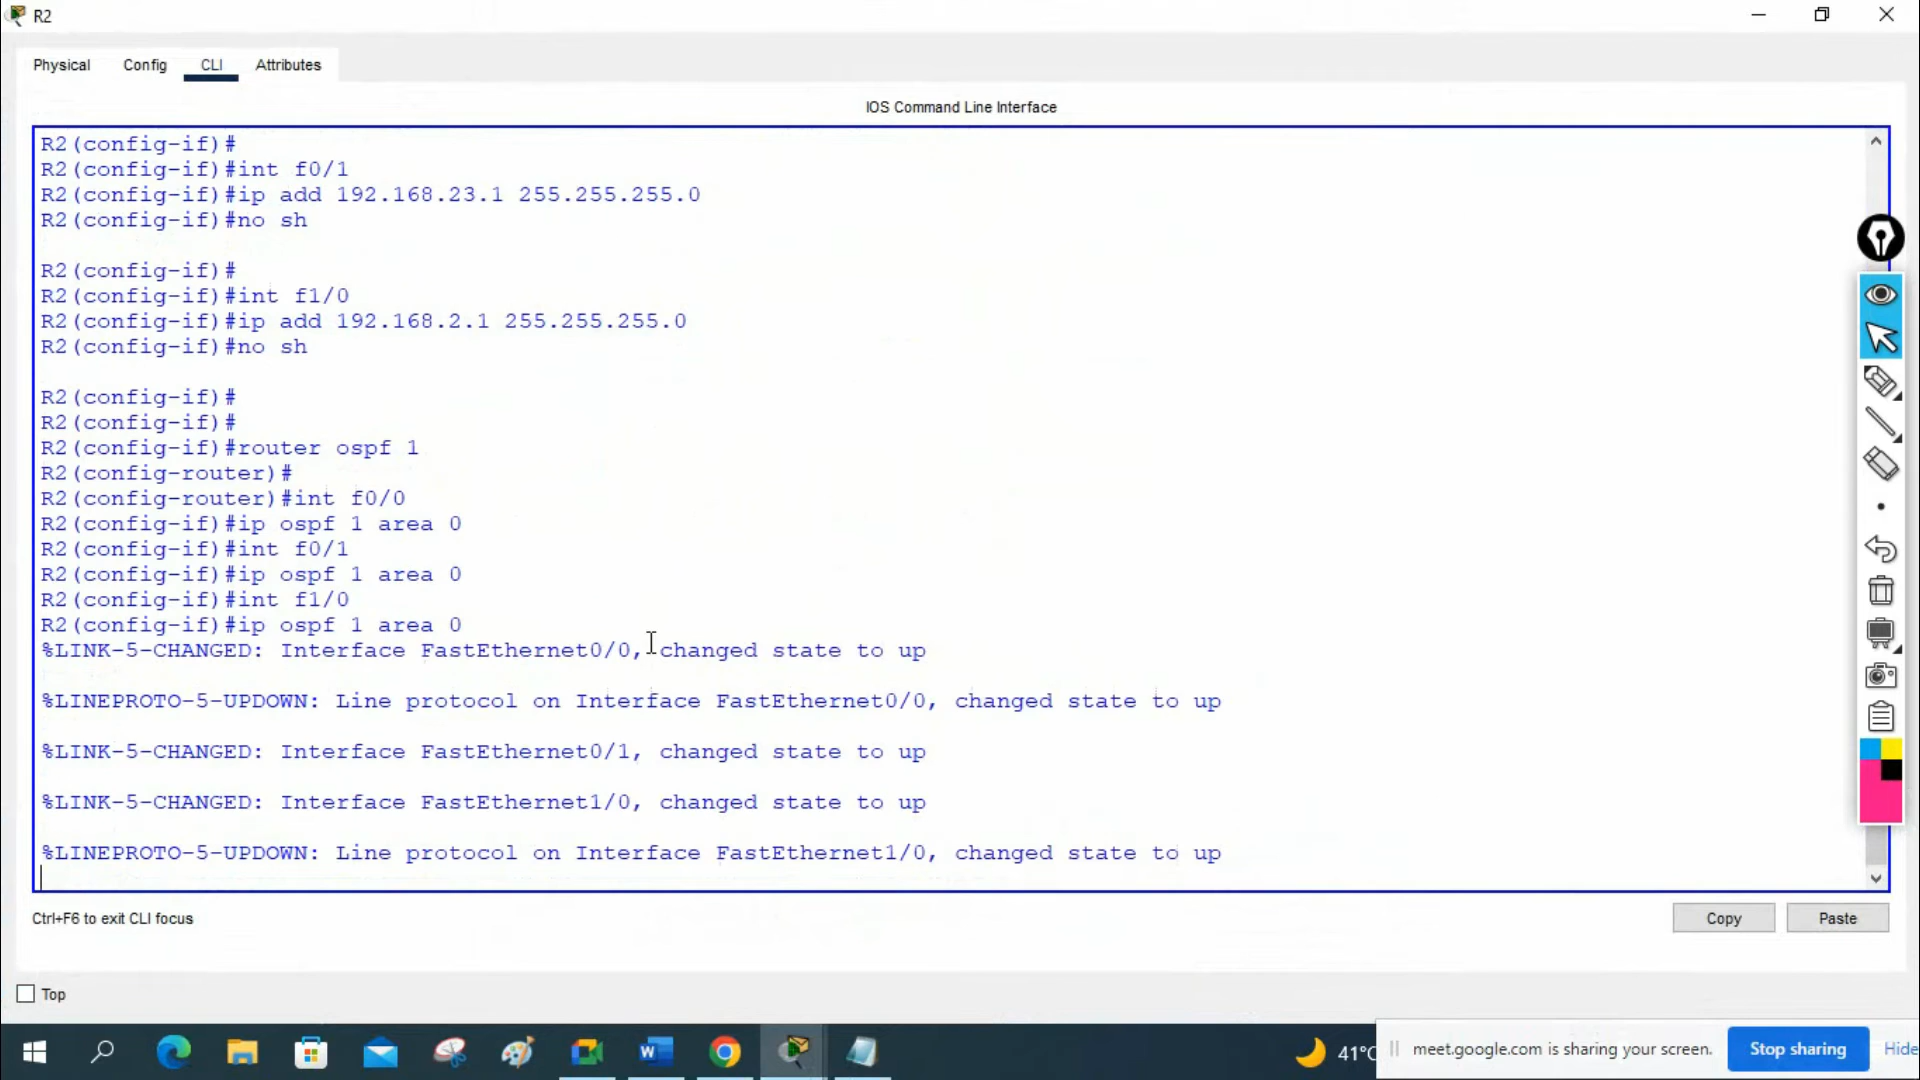 R2
Physical
Config
CLI
Attributes
IOS Command Line Interface
R2(config-if)#
R2(config-if)#int f0/1
R2(config-if)#ip add 192.168.23.1 255.255.255.0
R2(config-if)#no sh
R2(config-if)#
R2(config-if)#int f1/0
R2(config-if)#ip add 192.168.2.1 255.255.255.0
R2(config-if)#no sh
R2(config-if)#
R2(config-if)#
R2(config-if)#router ospf 1
R2(config-router)#
R2(config-router)#int f0/0
R2(config-if)#ip ospf 1 area 0
R2(config-if)#int f0/1
R2(config-if)#ip ospf 1 area 0
R2(config-if)#int f1/0
R2(config-if)#ip ospf 1 area 0
%LINK-5-CHANGED: Interface FastEthernet0/0, changed state to up
%LINEPROTO-5-UPDOWN: Line protocol on Interface FastEthernet0/0, changed state to up
%LINK-5-CHANGED: Interface FastEthernet0/1, changed state to up
%LINK-5-CHANGED: Interface FastEthernet1/0, changed state to up
%LINEPROTO-5-UPDOWN: Line protocol on Interface FastEthernet1/0, changed state to up
Ctrl+F6 to exit CLI focus
Copy
Paste
Top
41°C
meet.google.com is sharing your screen.
Stop sharing
Hide